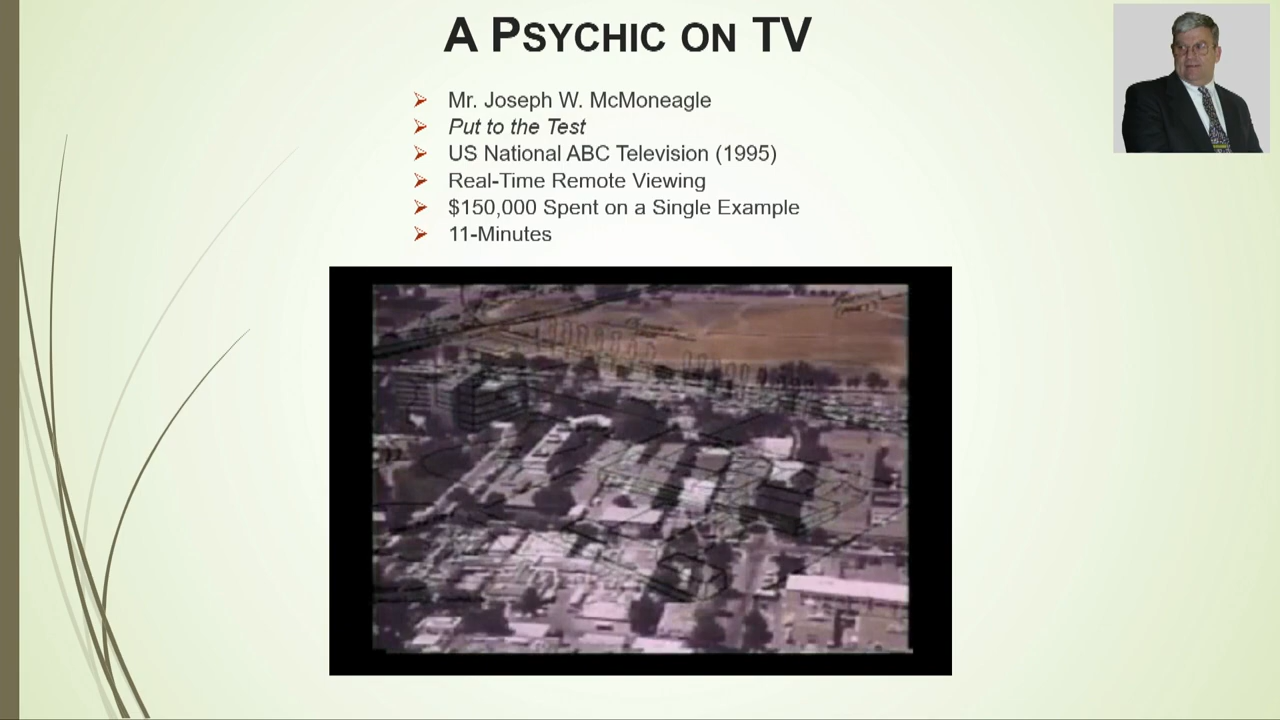 A PSYCHIC ON TV
Mr. Joseph W. McMoneagle
Put to the Test
US National ABC Television (1995)
Real-Time Remote Viewing
$150,000 Spent on a Single Example
11-Minutes